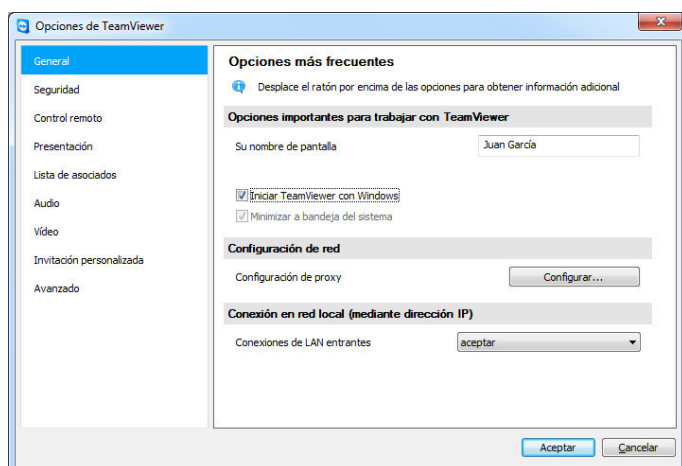 Opciones de TeamViewer
General
Seguridad
Control remoto
Presentación
Lista de asociados
Audio
Vídeo
Invitación personalizada
Avanzado
Opciones más frecuentes
Desplace el ratón por encima de las opciones para obtener información adicional
Opciones importantes para trabajar con TeamViewer
Su nombre de pantalla
Juan García
Iniciar TeamViewer con Windows
Minimizar a bandeja del sistema
Configuración de red
Configuración de proxy
Configurar...
Conexión en red local (mediante dirección IP)
Conexiones de LAN entrantes
aceptar
Aceptar
Cancelar